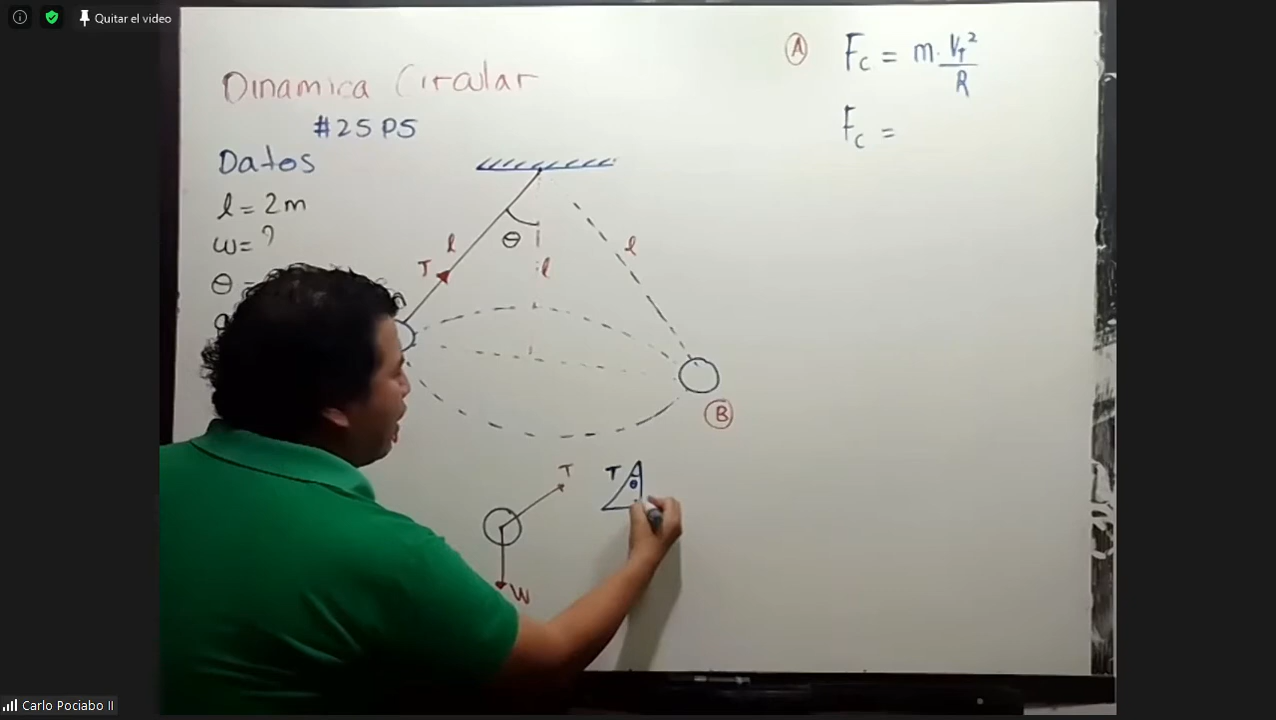 Quitar el video
Dinamica Circular
#25 P5
Datos
l = 2m
w = ?
θ =
T
l
θ
l
l
B
T
W
T
θ
A
Fc = m · VT² / R
Fc =
Carlo Pociabo II